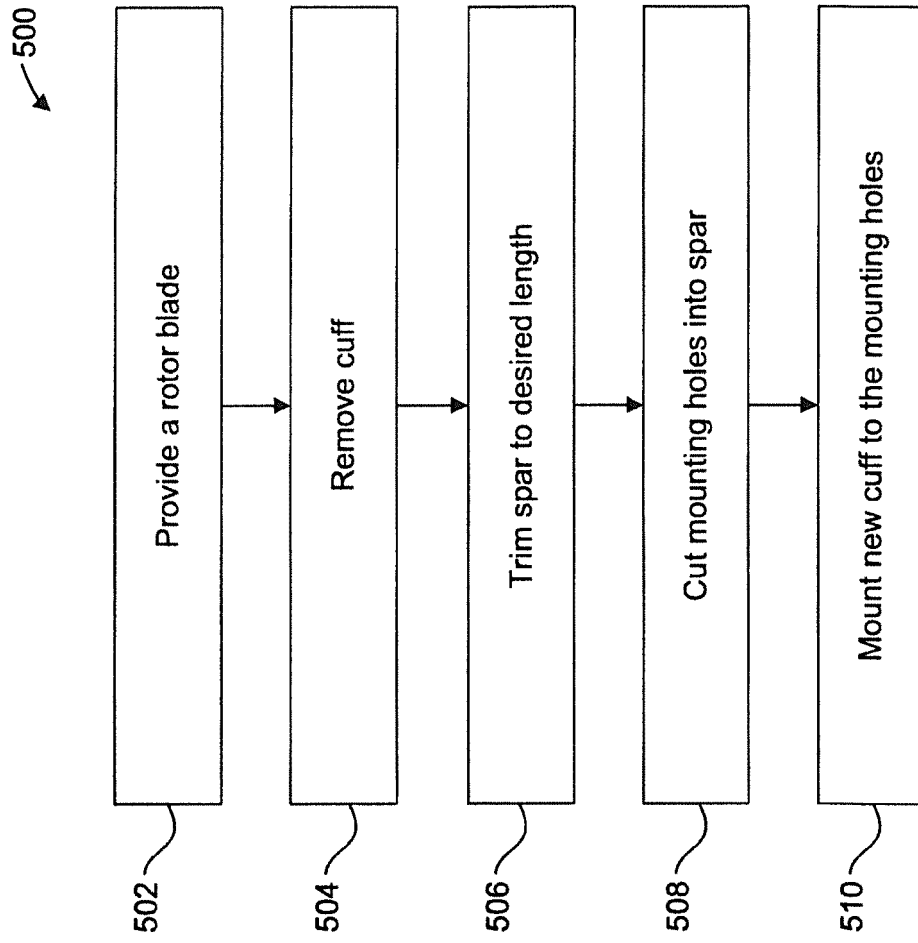 500
502
Provide a rotor blade
504
Remove cuff
506
Trim spar to desired length
508
Cut mounting holes into spar
510
Mount new cuff to the mounting holes